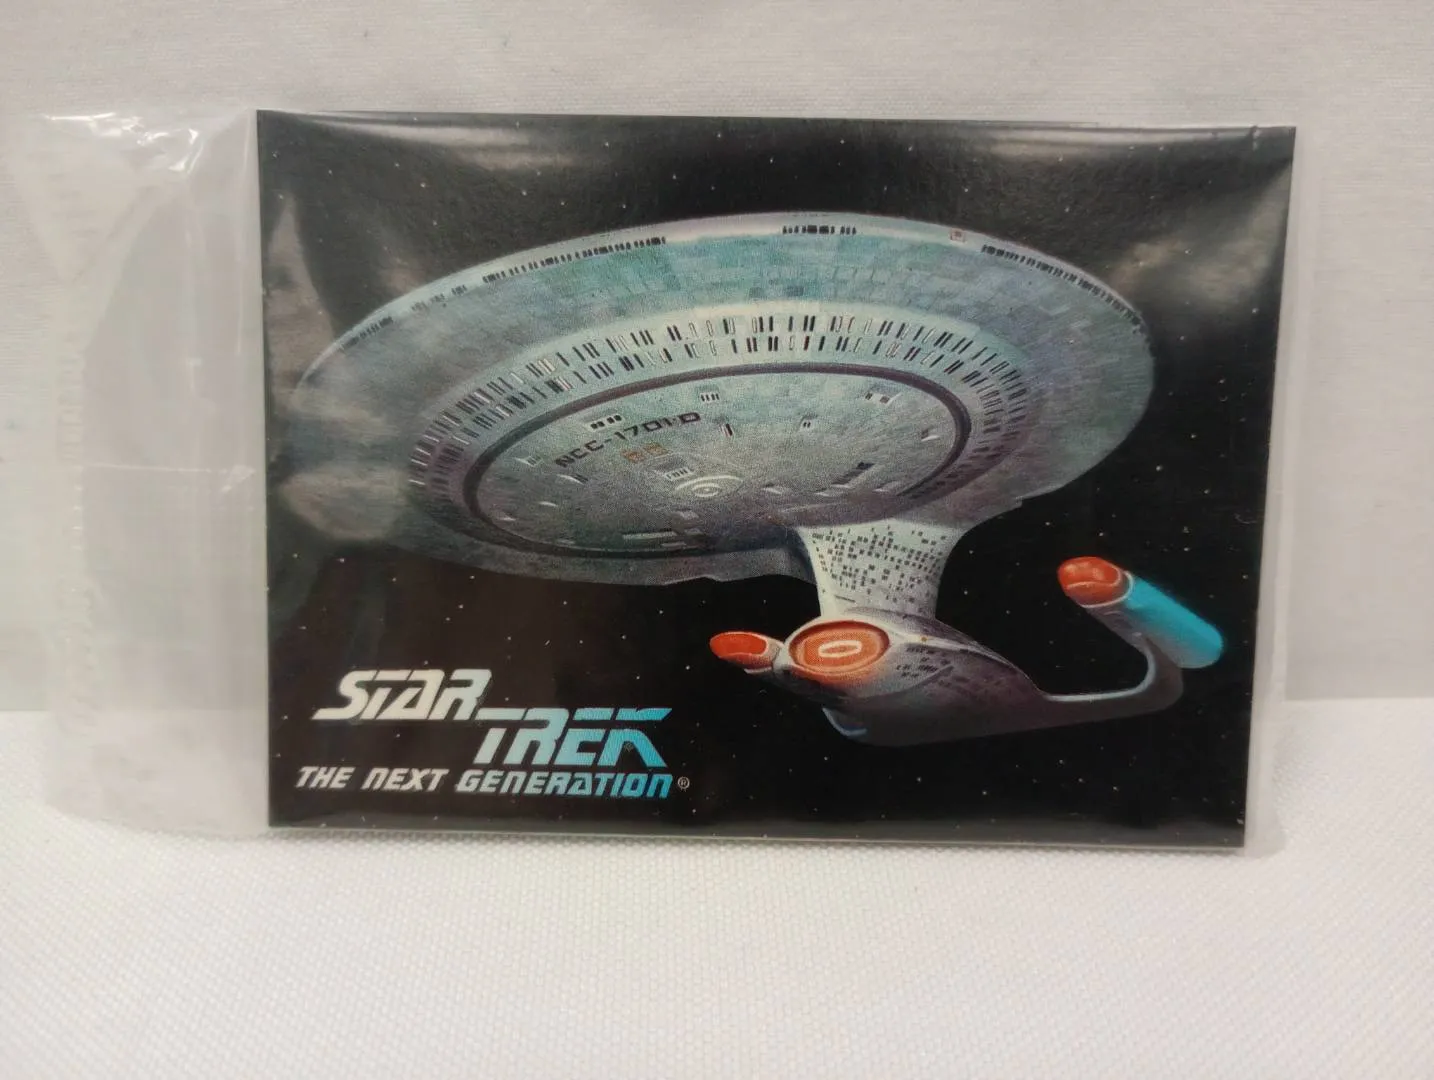 NCC-1701-D
STAR
TREK
THE NEXT GENERATION®